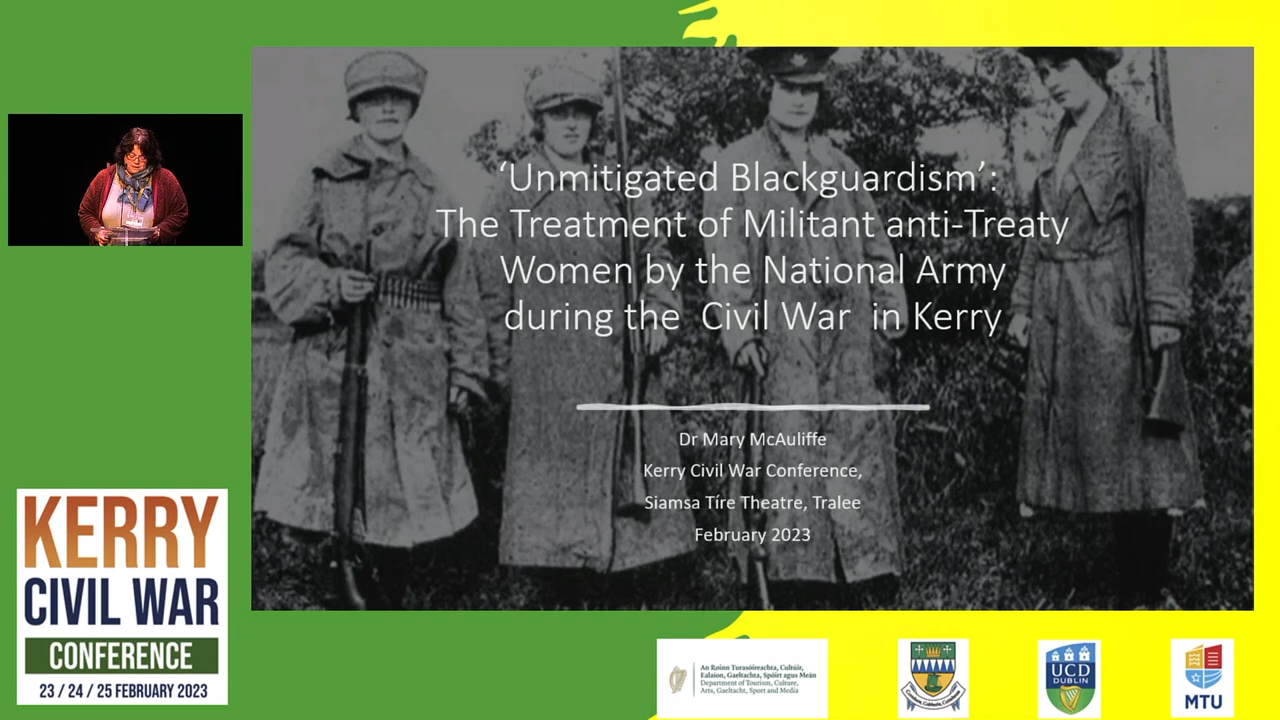 ‘Unmitigated Blackguardism’:
The Treatment of Militant anti-Treaty
Women by the National Army
during the Civil War in Kerry
Dr Mary McAuliffe
Kerry Civil War Conference,
Siamsa Tíre Theatre, Tralee
February 2023
KERRY
CIVIL WAR
CONFERENCE
23 / 24 / 25 FEBRUARY 2023
An Roinn Turasóireachta, Cultúir,
Ealaíon, Gaeltachta, Spóirt agus Meán
Department of Tourism, Culture,
Arts, Gaeltacht, Sport and Media
UCD
DUBLIN
MTU